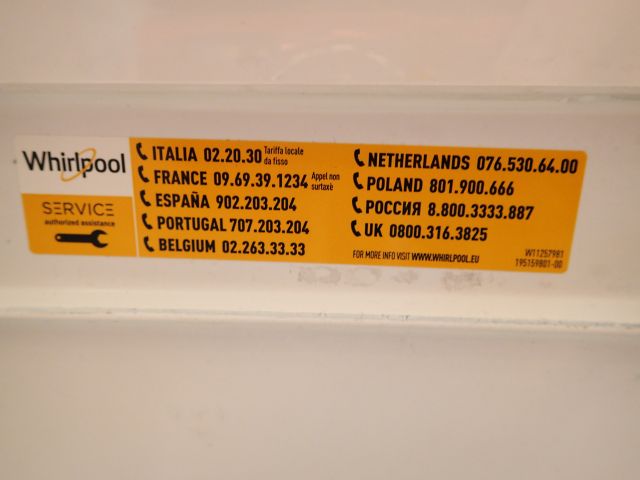 Whirlpool
SERVICE
authorized assistance
ITALIA 02.20.30 Tariffa locale da fisso
FRANCE 09.69.39.1234 Appel non surtaxè
ESPAÑA 902.203.204
PORTUGAL 707.203.204
BELGIUM 02.263.33.33
NETHERLANDS 076.530.64.00
POLAND 801.900.666
РОССИЯ 8.800.3333.887
UK 0800.316.3825
FOR MORE INFO VISIT WWW.WHIRLPOOL.EU
W11257981
195159801-00